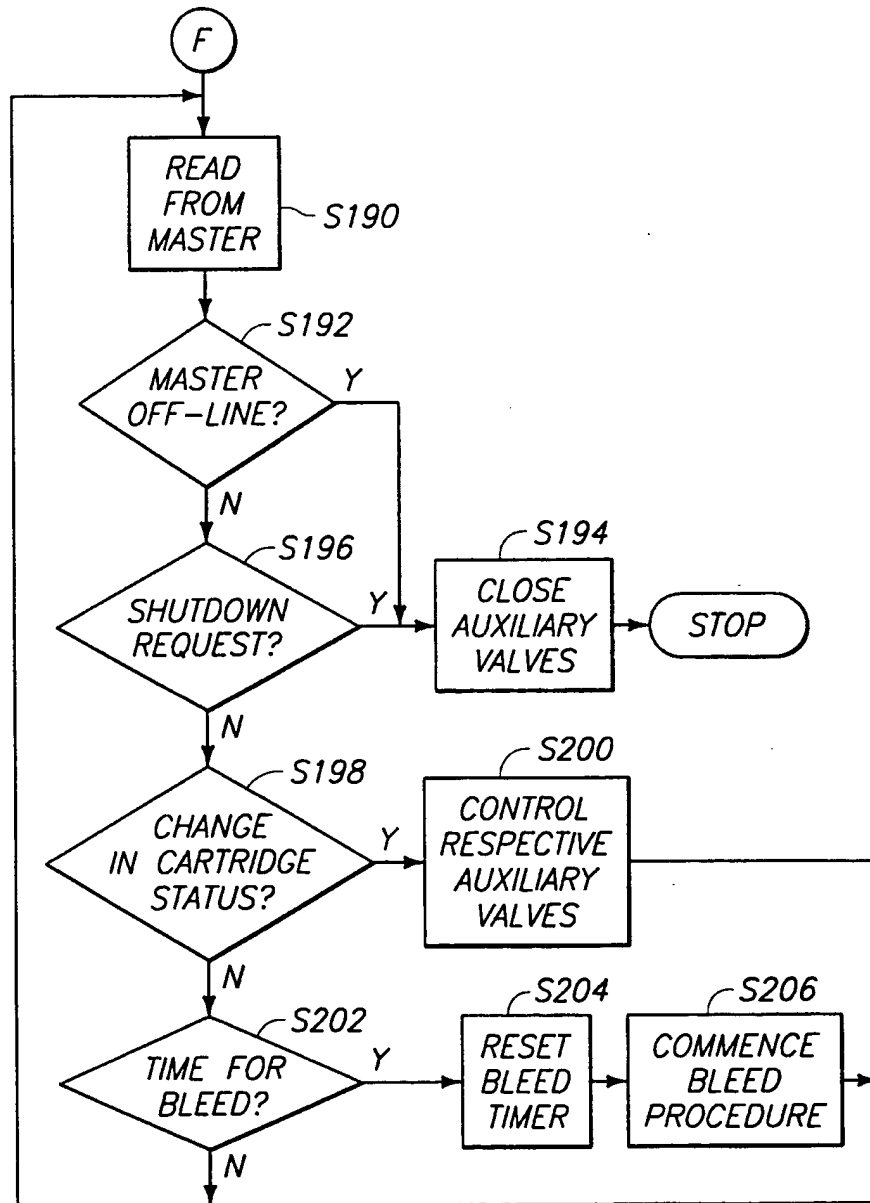 F
READ
FROM
MASTER
S190
S192
MASTER
OFF-LINE?
Y
N
S196
SHUTDOWN
REQUEST?
Y
N
S194
CLOSE
AUXILIARY
VALVES
STOP
S198
CHANGE
IN CARTRIDGE
STATUS?
Y
N
S200
CONTROL
RESPECTIVE
AUXILIARY
VALVES
S202
TIME FOR
BLEED?
Y
N
S204
RESET
BLEED
TIMER
S206
COMMENCE
BLEED
PROCEDURE